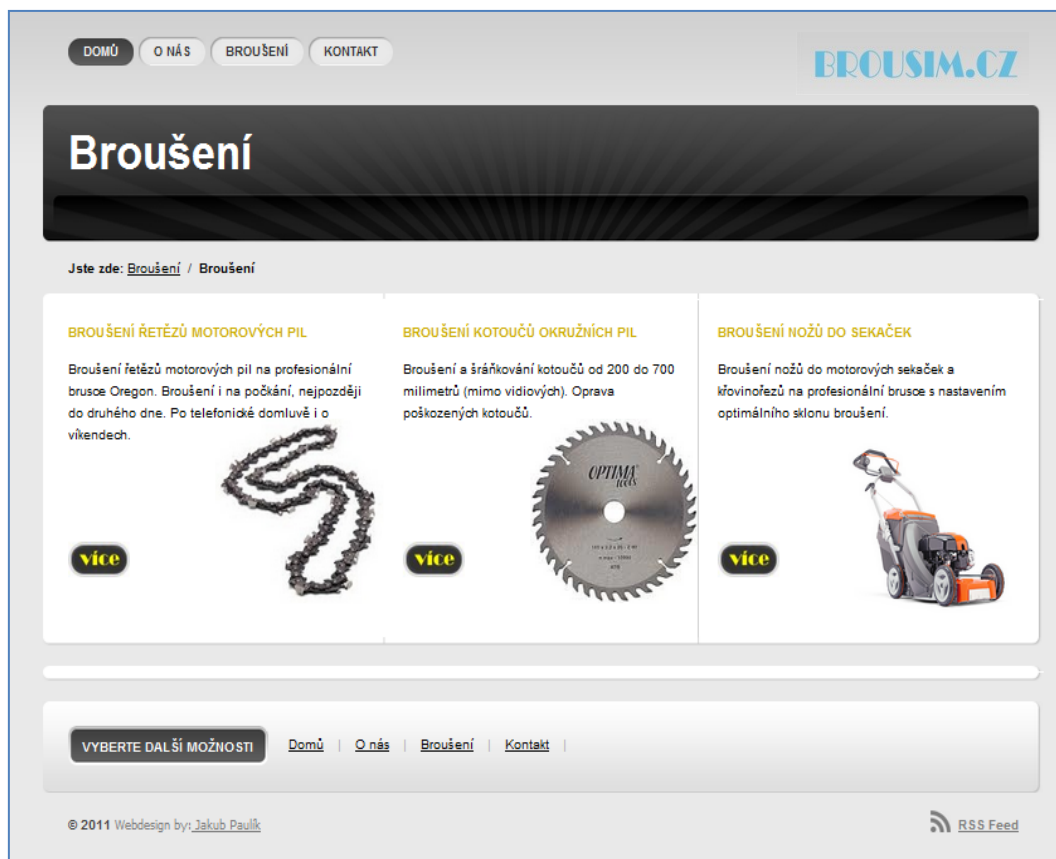 DOMŮ O NÁS BROUŠENÍ KONTAKT
BROUSIM.CZ
Broušení
Jste zde: Broušení / Broušení
BROUŠENÍ ŘETĚZŮ MOTOROVÝCH PIL
Broušení řetězů motorových pil na profesionální
brusce Oregon. Broušení i na počkání, nejpozději
do druhého dne. Po telefonické domluvě i o
víkendech.
více
BROUŠENÍ KOTOUČŮ OKRUŽNÍCH PIL
Broušení a šráňkování kotoučů od 200 do 700
milimetrů (mimo vidiových). Oprava
poškozených kotoučů.
OPTIMA
tools
více
BROUŠENÍ NOŽŮ DO SEKAČEK
Broušení nožů do motorových sekaček a
křovinořezů na profesionální brusce s nastavením
optimálního sklonu broušení.
více
VYBERTE DALŠÍ MOŽNOSTI Domů | O nás | Broušení | Kontakt |
© 2011 Webdesign by: Jakub Paulík
RSS Feed